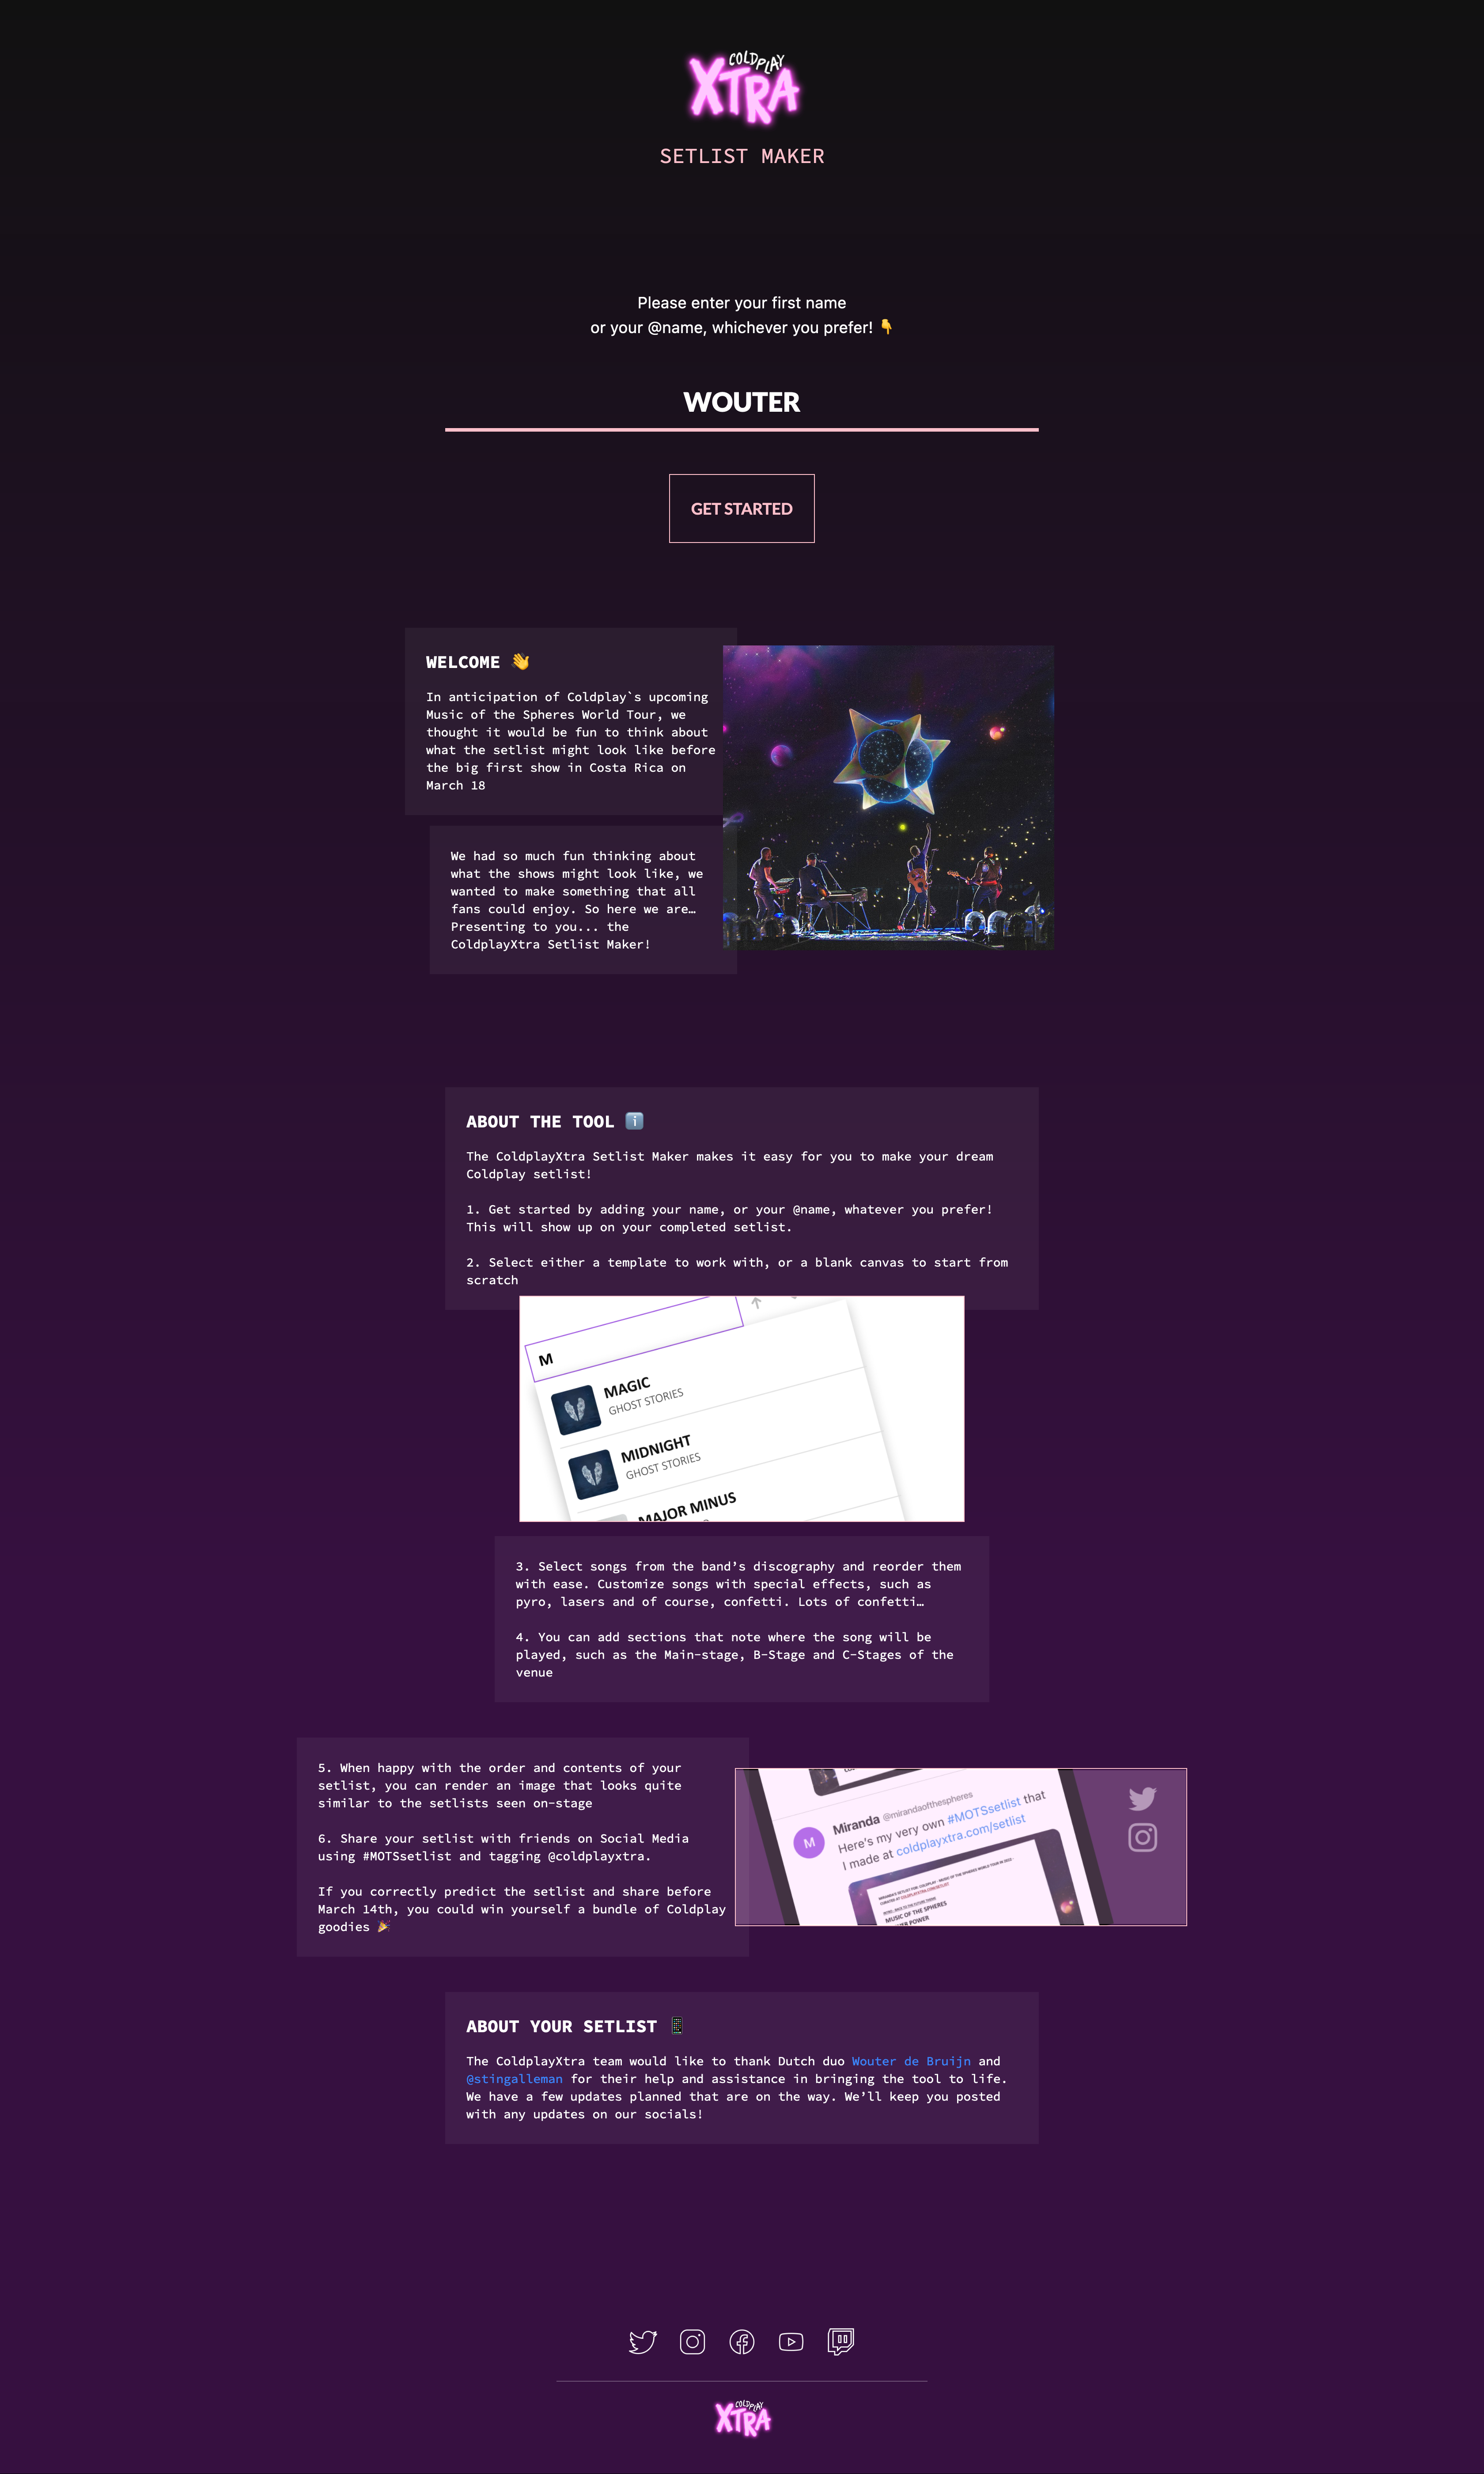 COLDPLAY
XTRA
SETLIST MAKER
Please enter your first name
or your @name, whichever you prefer! 👇
WOUTER
GET STARTED
WELCOME 👋
In anticipation of Coldplay`s upcoming
Music of the Spheres World Tour, we
thought it would be fun to think about
what the setlist might look like before
the big first show in Costa Rica on
March 18
We had so much fun thinking about
what the shows might look like, we
wanted to make something that all
fans could enjoy. So here we are…
Presenting to you... the
ColdplayXtra Setlist Maker!
ABOUT THE TOOL ℹ️
The ColdplayXtra Setlist Maker makes it easy for you to make your dream
Coldplay setlist!
1. Get started by adding your name, or your @name, whatever you prefer!
This will show up on your completed setlist.
2. Select either a template to work with, or a blank canvas to start from
scratch
M
MAGIC
GHOST STORIES
MIDNIGHT
GHOST STORIES
MAJOR MINUS
3. Select songs from the band’s discography and reorder them
with ease. Customize songs with special effects, such as
pyro, lasers and of course, confetti. Lots of confetti…
4. You can add sections that note where the song will be
played, such as the Main-stage, B-Stage and C-Stages of the
venue
5. When happy with the order and contents of your
setlist, you can render an image that looks quite
similar to the setlists seen on-stage
6. Share your setlist with friends on Social Media
using #MOTSsetlist and tagging @coldplayxtra.
If you correctly predict the setlist and share before
March 14th, you could win yourself a bundle of Coldplay
goodies 🎉
M
Miranda @mirandaofthespheres
Here's my very own #MOTSsetlist that
I made at coldplayxtra.com/setlist
MUSIC OF THE SPHERES
ABOUT YOUR SETLIST 📱
The ColdplayXtra team would like to thank Dutch duo Wouter de Bruijn and
@stingalleman for their help and assistance in bringing the tool to life.
We have a few updates planned that are on the way. We’ll keep you posted
with any updates on our socials!
COLDPLAY
XTRA